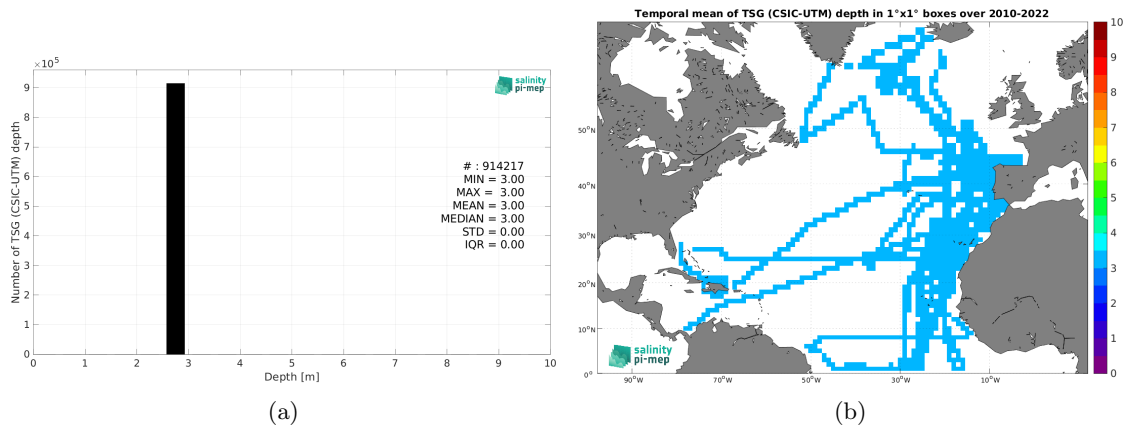 ×10⁵
9
8
7
6
5
4
3
2
1
0
Number of TSG (CSIC-UTM) depth
salinity
pi-mep
# : 914217
MIN = 3.00
MAX = 3.00
MEAN = 3.00
MEDIAN = 3.00
STD = 0.00
IQR = 0.00
0 1 2 3 4 5 6 7 8 9 10
Depth [m]
(a)
Temporal mean of TSG (CSIC-UTM) depth in 1°x1° boxes over 2010-2022
50°N
40°N
30°N
20°N
10°N
0°
90°W 70°W 50°W 30°W 10°W
salinity
pi-mep
10
9
8
7
6
5
4
3
2
1
0
(b)